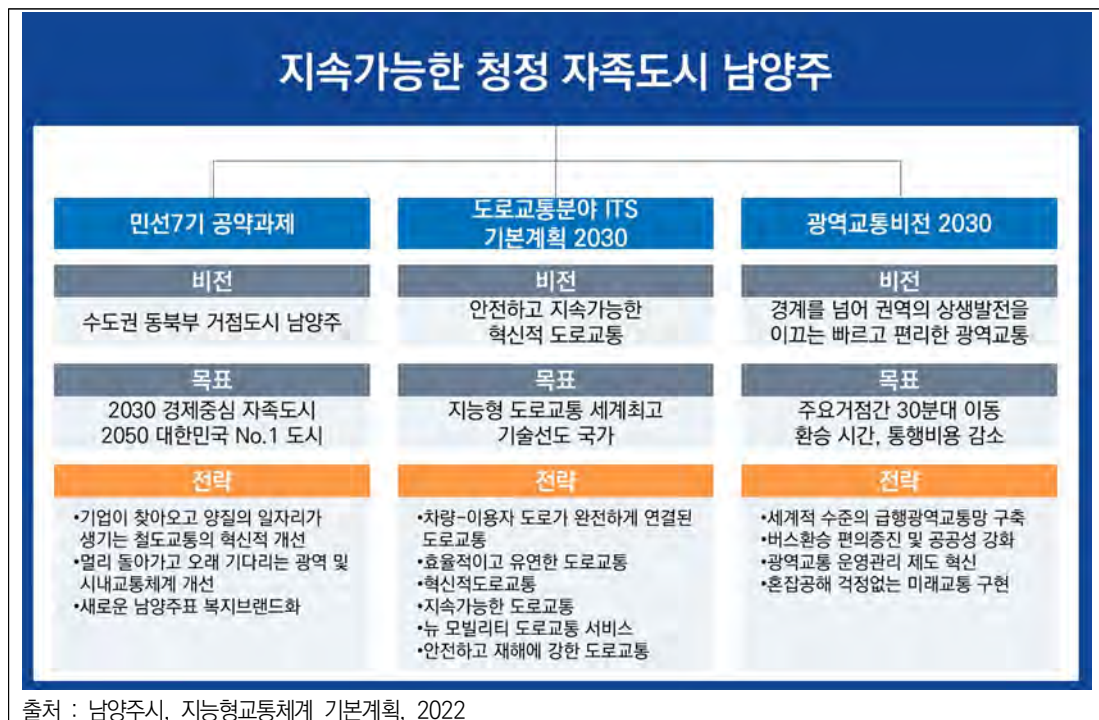 지속가능한 청정 자족도시 남양주
민선7기 공약과제
비전
수도권 동북부 거점도시 남양주
목표
2030 경제중심 자족도시
2050 대한민국 No.1 도시
전략
•기업이 찾아오고 양질의 일자리가
생기는 철도교통의 혁신적 개선
•멀리 돌아가고 오래 기다리는 광역 및
시내교통체계 개선
•새로운 남양주표 복지브랜드화
도로교통분야 ITS
기본계획 2030
비전
안전하고 지속가능한
혁신적 도로교통
목표
지능형 도로교통 세계최고
기술선도 국가
전략
•차량-이용자 도로가 완전하게 연결된
도로교통
•효율적이고 유연한 도로교통
•혁신적도로교통
•지속가능한 도로교통
•뉴 모빌리티 도로교통 서비스
•안전하고 재해에 강한 도로교통
광역교통비전 2030
비전
경계를 넘어 권역의 상생발전을
이끄는 빠르고 편리한 광역교통
목표
주요거점간 30분대 이동
환승 시간, 통행비용 감소
전략
•세계적 수준의 급행광역교통망 구축
•버스환승 편의증진 및 공공성 강화
•광역교통 운영관리 제도 혁신
•혼잡공해 걱정없는 미래교통 구현
출처 : 남양주시, 지능형교통체계 기본계획, 2022